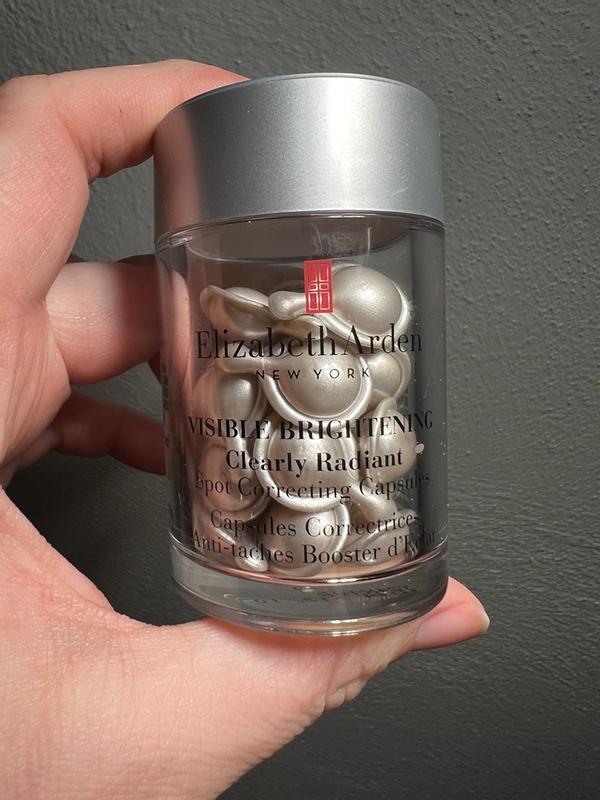 Elizabeth Arden
NEW YORK
VISIBLE BRIGHTENING
Clearly Radiant
Spot Correcting Capsules
Capsules Correctrices
Anti-taches Booster d'Éclat